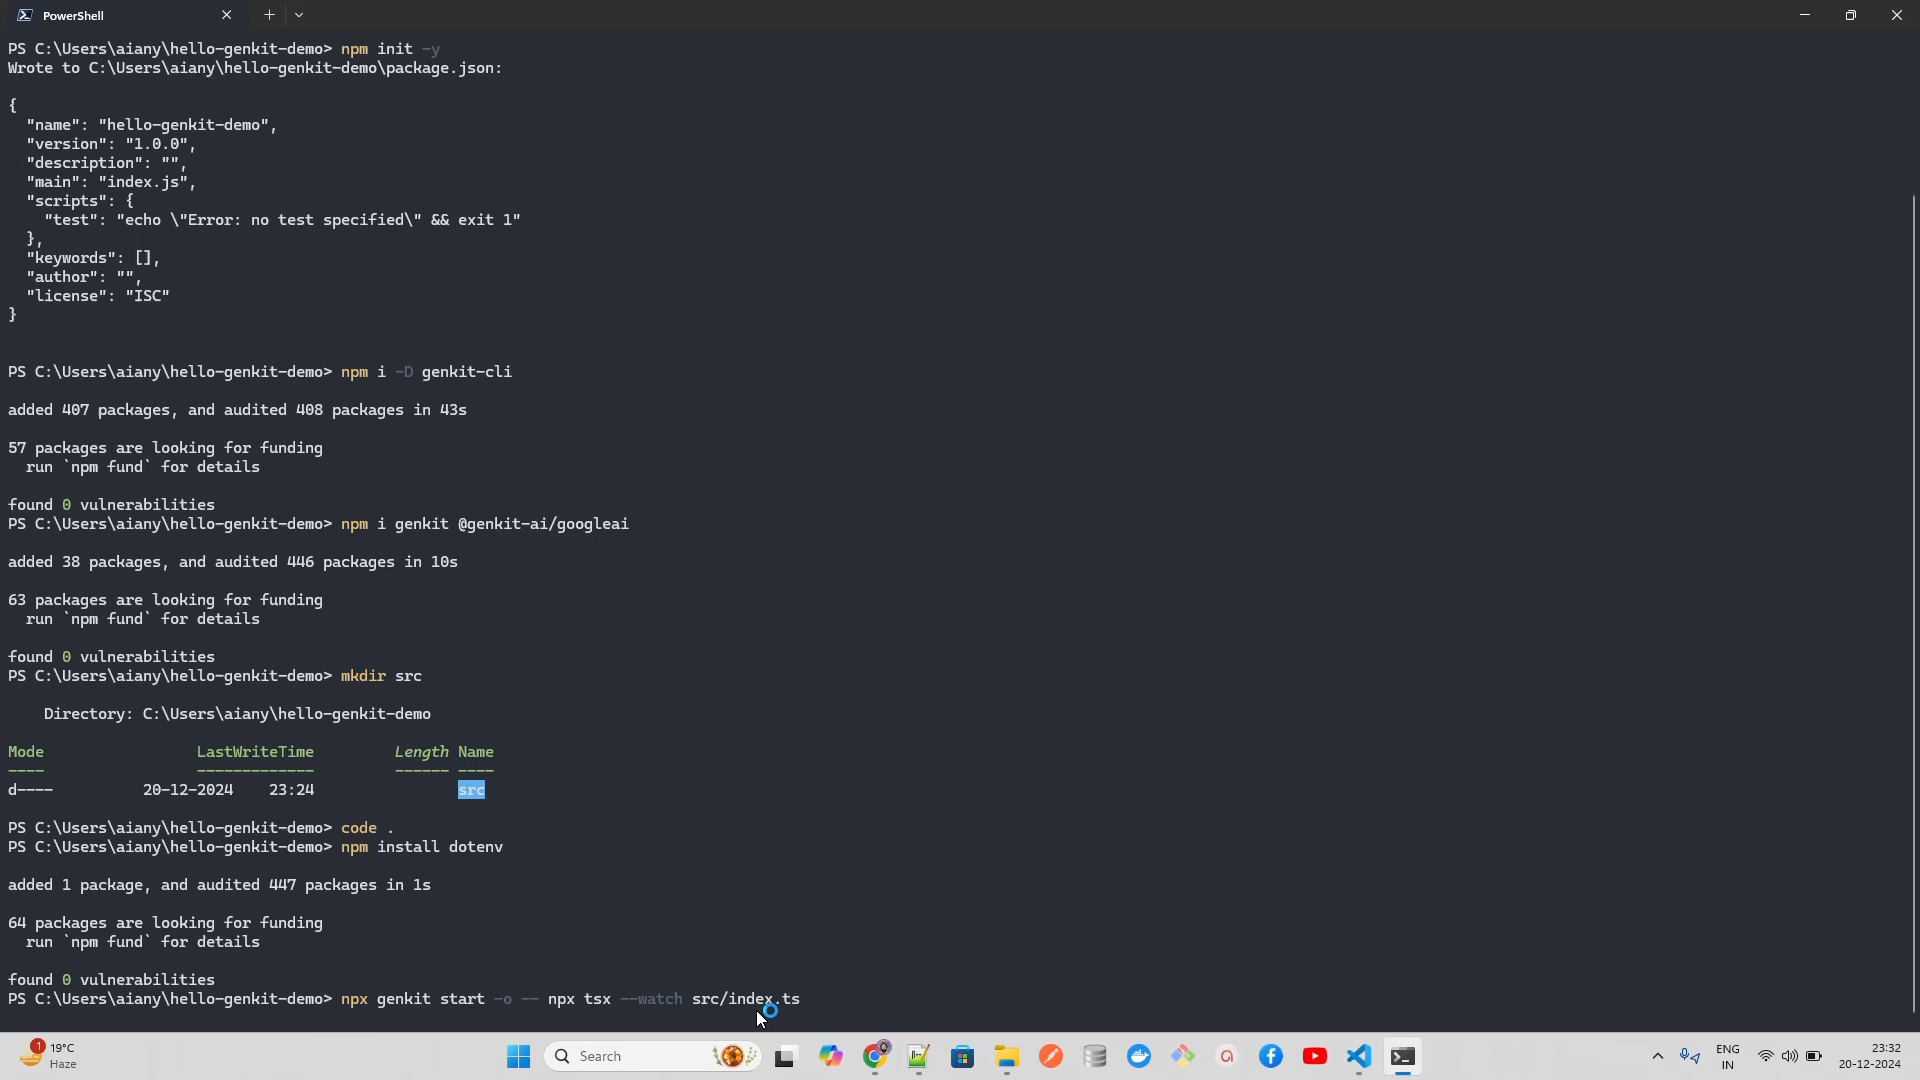 PowerShell
PS C:\Users\aiany\hello-genkit-demo> npm init -y
Wrote to C:\Users\aiany\hello-genkit-demo\package.json:
{
  "name": "hello-genkit-demo",
  "version": "1.0.0",
  "description": "",
  "main": "index.js",
  "scripts": {
    "test": "echo \"Error: no test specified\" && exit 1"
  },
  "keywords": [],
  "author": "",
  "license": "ISC"
}
PS C:\Users\aiany\hello-genkit-demo> npm i -D genkit-cli
added 407 packages, and audited 408 packages in 43s
57 packages are looking for funding
  run `npm fund` for details
found 0 vulnerabilities
PS C:\Users\aiany\hello-genkit-demo> npm i genkit @genkit-ai/googleai
added 38 packages, and audited 446 packages in 10s
63 packages are looking for funding
  run `npm fund` for details
found 0 vulnerabilities
PS C:\Users\aiany\hello-genkit-demo> mkdir src
    Directory: C:\Users\aiany\hello-genkit-demo
Mode                 LastWriteTime         Length Name
----                 -------------         ------ ----
d----          20-12-2024    23:24                src
PS C:\Users\aiany\hello-genkit-demo> code .
PS C:\Users\aiany\hello-genkit-demo> npm install dotenv
added 1 package, and audited 447 packages in 1s
64 packages are looking for funding
  run `npm fund` for details
found 0 vulnerabilities
PS C:\Users\aiany\hello-genkit-demo> npx genkit start -o -- npx tsx --watch src/index.ts
1
19°C
Haze
Search
ENG
IN
23:32
20-12-2024